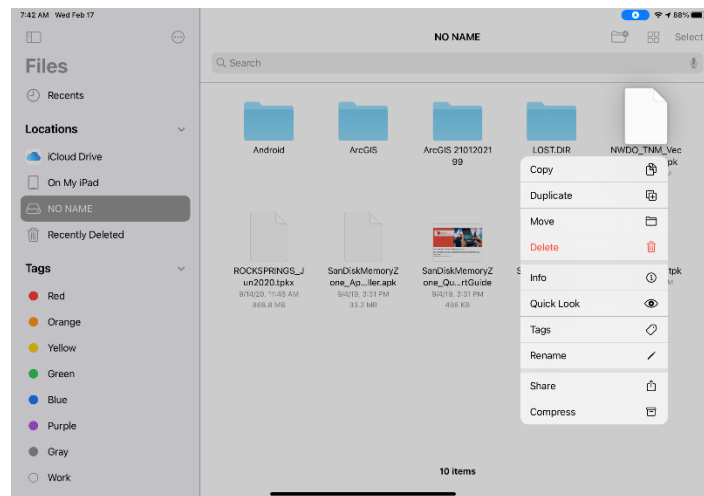 7:42 AM Wed Feb 17
88%
NO NAME
Select
Files
Search
Recents
Locations
iCloud Drive
On My iPad
NO NAME
Recently Deleted
Tags
Red
Orange
Yellow
Green
Blue
Purple
Gray
Work
Android
ArcGIS
ArcGIS 21012021
99
LOST.DIR
NWDO_TNM_Vec
pk
ROCKSPRINGS_J
un2020.tpkx
9/14/20, 11:48 AM
868.8 MB
SanDiskMemoryZ
one_Ap...ller.apk
9/4/19, 3:31 PM
33.2 MB
SanDiskMemoryZ
one_Qu...rtGuide
9/4/19, 3:31 PM
498 KB
tpk
Copy
Duplicate
Move
Delete
Info
Quick Look
Tags
Rename
Share
Compress
10 items